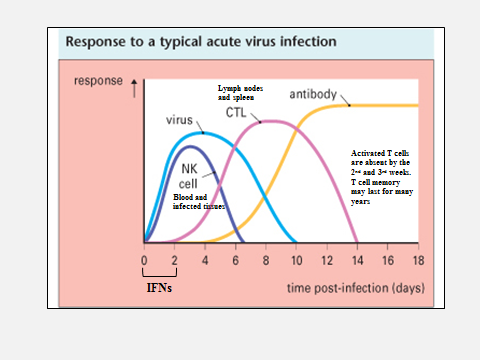 Response to a typical acute virus infection
response
Lymph nodes
and spleen
antibody
CTL
virus
NK
cell
Blood and
infected tissues
Activated T cells
are absent by the
2nd and 3rd weeks.
T cell memory
may last for many
years
0 2 4 6 8 10 12 14 16 18
IFNs
time post-infection (days)